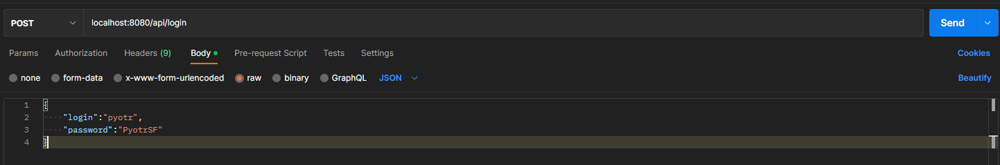 POST localhost:8080/api/login Send
Params Authorization Headers (9) Body Pre-request Script Tests Settings Cookies
none form-data x-www-form-urlencoded raw binary GraphQL JSON Beautify
1 {
2 "login":"pyotr",
3 "password":"PyotrSF"
4 }